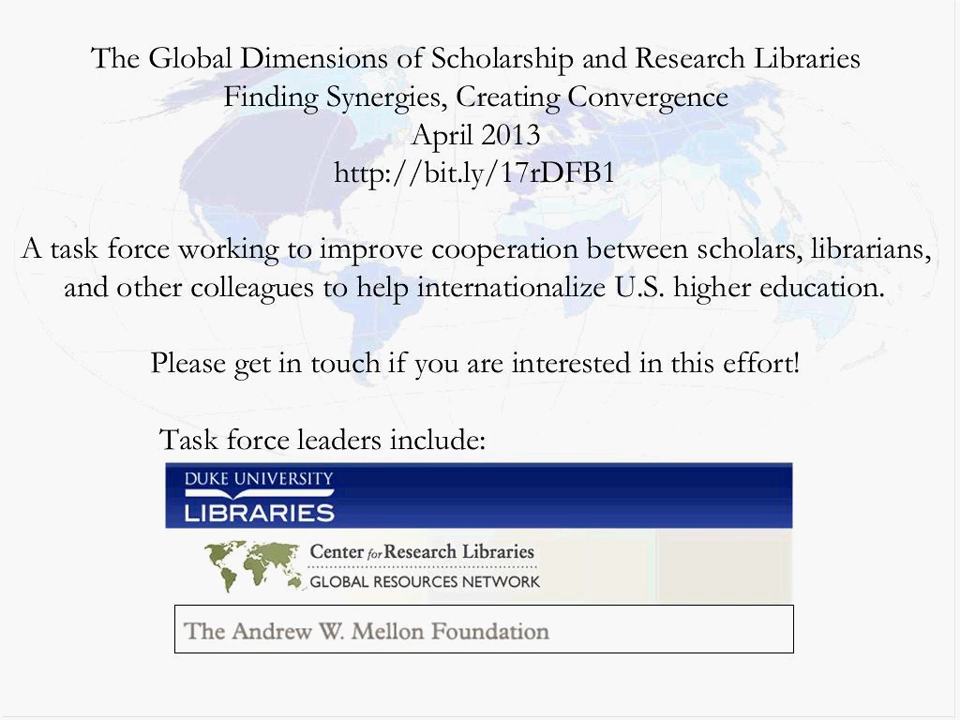 The Global Dimensions of Scholarship and Research Libraries
Finding Synergies, Creating Convergence
April 2013
http://bit.ly/17rDFB1
A task force working to improve cooperation between scholars, librarians,
and other colleagues to help internationalize U.S. higher education.
Please get in touch if you are interested in this effort!
Task force leaders include:
DUKE UNIVERSITY
LIBRARIES
Center for Research Libraries
GLOBAL RESOURCES NETWORK
The Andrew W. Mellon Foundation